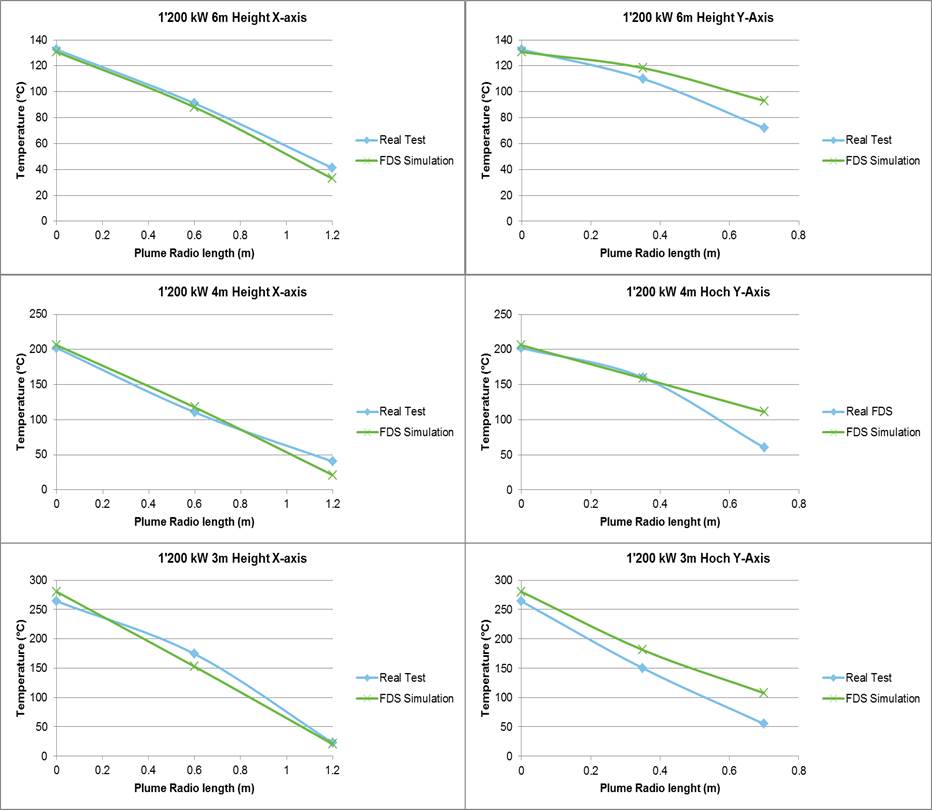 1'200 kW 6m Height X-axis
Temperature (°C)
140
120
100
80
60
40
20
0
0 0.2 0.4 0.6 0.8 1 1.2
Plume Radio length (m)
Real Test
FDS Simulation
1'200 kW 6m Height Y-Axis
Temperature (°C)
140
120
100
80
60
40
20
0
0 0.2 0.4 0.6 0.8
Plume Radio length (m)
Real Test
FDS Simulation
1'200 kW 4m Height X-axis
Temperature (°C)
250
200
150
100
50
0
0 0.2 0.4 0.6 0.8 1 1.2
Plume Radio length (m)
Real Test
FDS Simulation
1'200 kW 4m Hoch Y-Axis
Temperature (°C)
250
200
150
100
50
0
0 0.2 0.4 0.6 0.8
Plume Radio lenght (m)
Real FDS
FDS Simulation
1'200 kW 3m Height X-axis
Temperature (°C)
300
250
200
150
100
50
0
0 0.2 0.4 0.6 0.8 1 1.2
Plume Radio length (m)
Real Test
FDS Simulation
1'200 kW 3m Hoch Y-Axis
Temperature (°C)
300
250
200
150
100
50
0
0 0.2 0.4 0.6 0.8
Plume Radio lenght (m)
Real Test
FDS Simulation